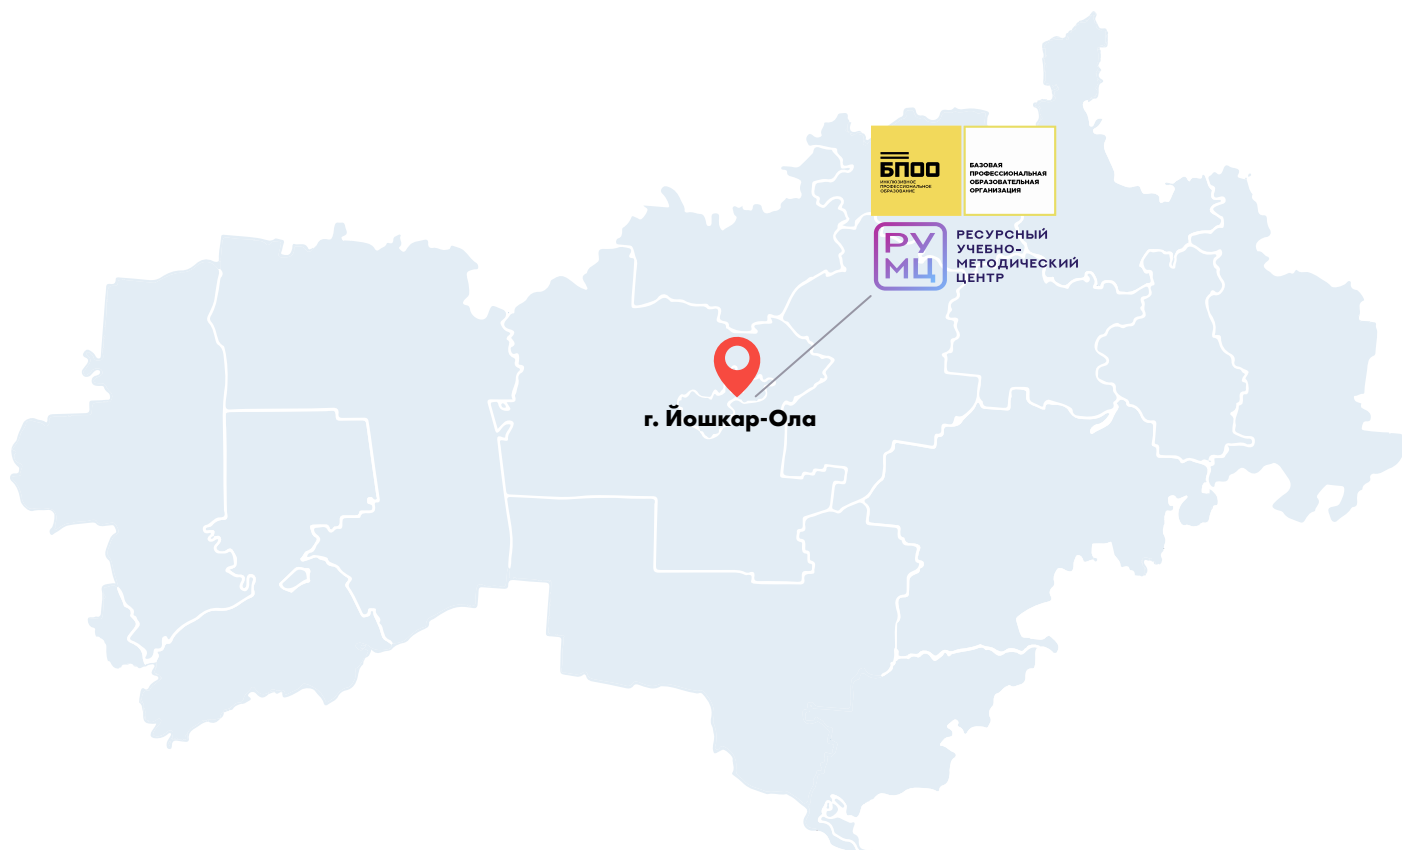 БПОО
ИНКЛЮЗИВНОЕ
ПРОФЕССИОНАЛЬНОЕ
ОБРАЗОВАНИЕ
БАЗОВАЯ
ПРОФЕССИОНАЛЬНАЯ
ОБРАЗОВАТЕЛЬНАЯ
ОРГАНИЗАЦИЯ
РУ
МЦ
РЕСУРСНЫЙ
УЧЕБНО-
МЕТОДИЧЕСКИЙ
ЦЕНТР
г. Йошкар-Ола